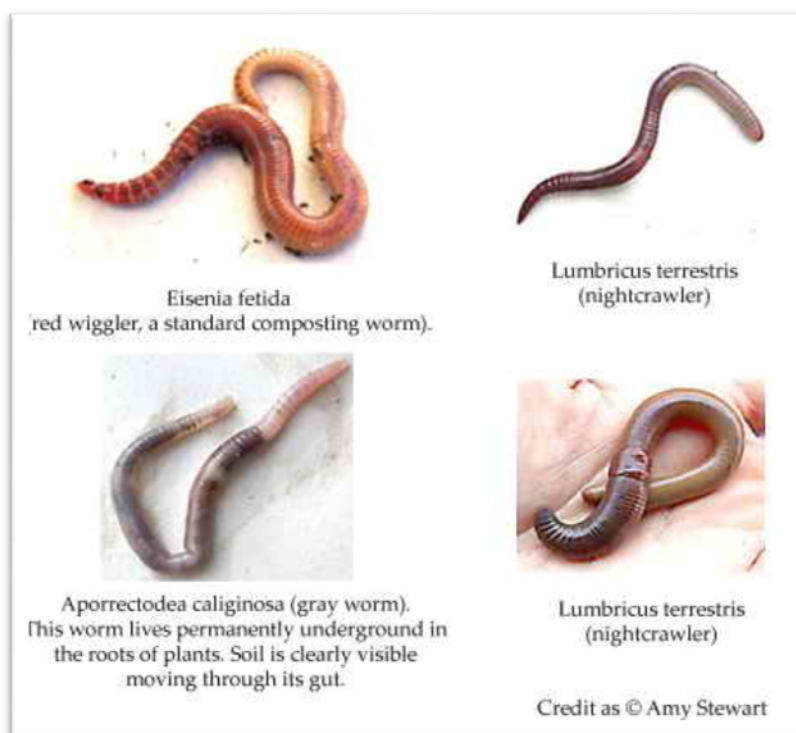 Eisenia fetida
red wiggler, a standard composting worm).
Lumbricus terrestris
(nightcrawler)
Aporrectodea caliginosa (gray worm).
This worm lives permanently underground in
the roots of plants. Soil is clearly visible
moving through its gut.
Lumbricus terrestris
(nightcrawler)
Credit as © Amy Stewart